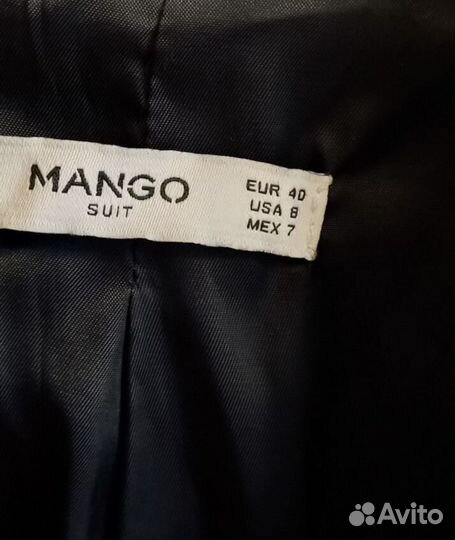 MANGO
SUIT
EUR 40
USA 8
MEX 7
Avito